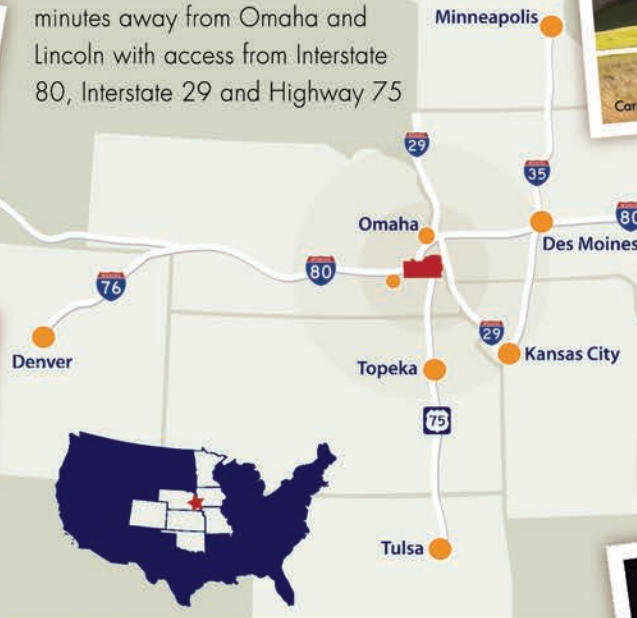 minutes away from Omaha and
Lincoln with access from Interstate
80, Interstate 29 and Highway 75
Minneapolis
Car
29
35
Omaha
80
Des Moines
80
76
29
Denver
Topeka
Kansas City
75
Tulsa